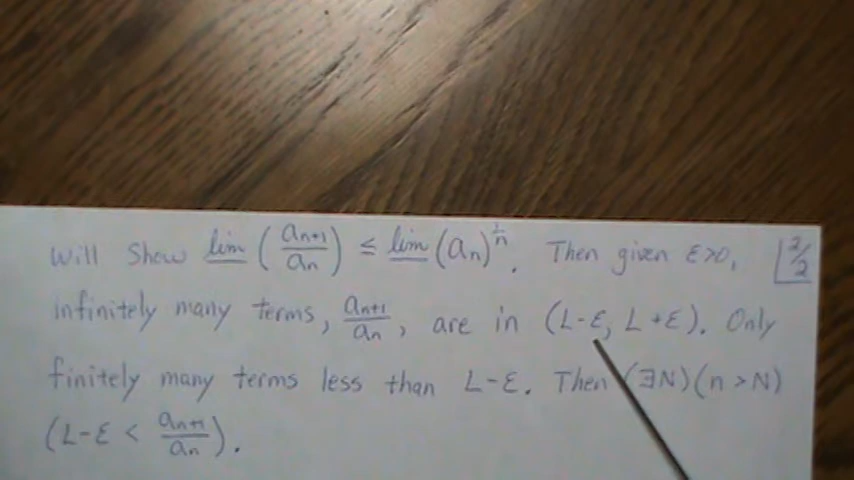 Will Show lim (aₙ₊₁/aₙ) ≤ lim (aₙ)^(1/n). Then given ε>0, 2/2
infinitely many terms, aₙ₊₁/aₙ, are in (L-ε, L+ε). Only
finitely many terms less than L-ε. Then (∃N)(n>N)
(L-ε < aₙ₊₁/aₙ).